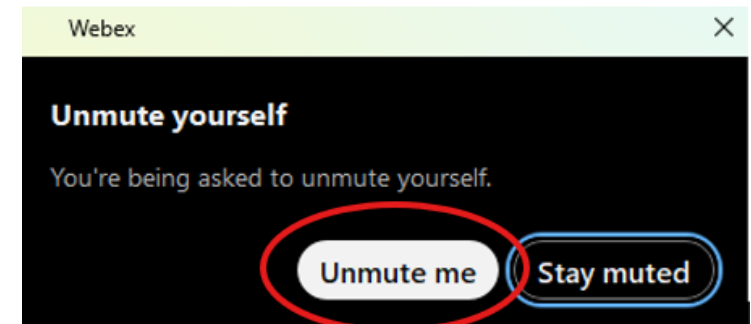 Webex
Unmute yourself
You're being asked to unmute yourself.
Unmute me Stay muted